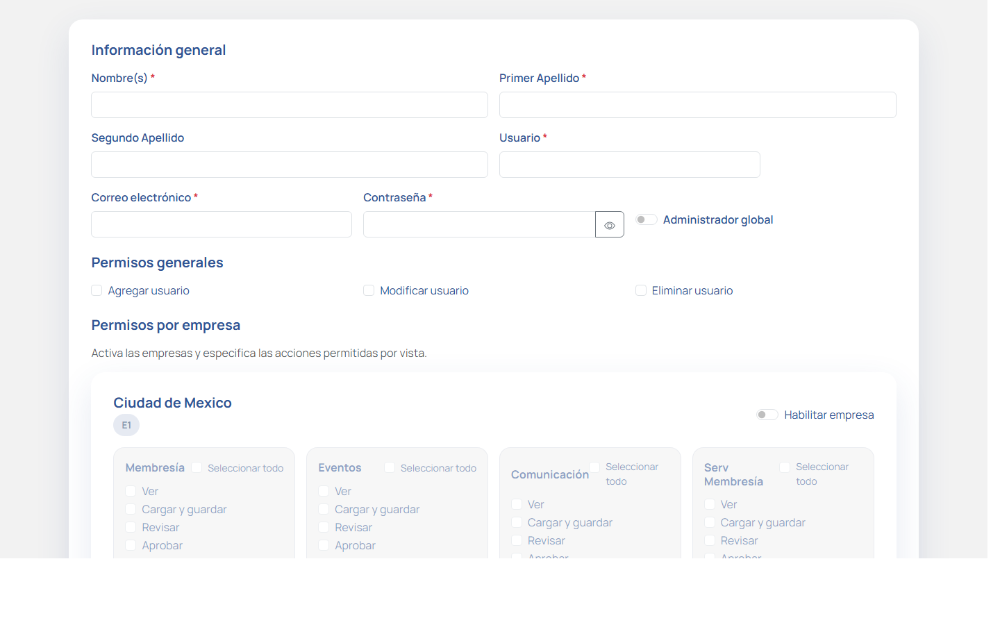 Información general
Nombre(s) *
Primer Apellido *
Segundo Apellido
Usuario *
Correo electrónico *
Contraseña *
Administrador global
Permisos generales
Agregar usuario
Modificar usuario
Eliminar usuario
Permisos por empresa
Activa las empresas y especifica las acciones permitidas por vista.
Ciudad de Mexico
E1
Habilitar empresa
Membresía
Seleccionar todo
Ver
Cargar y guardar
Revisar
Aprobar
Eventos
Seleccionar todo
Ver
Cargar y guardar
Revisar
Aprobar
Comunicación
Seleccionar
todo
Ver
Cargar y guardar
Revisar
Aprobar
Serv
Membresía
Seleccionar
todo
Ver
Cargar y guardar
Revisar
Aprobar